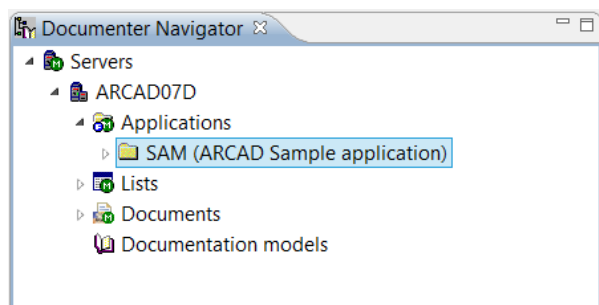 Documenter Navigator
Servers
ARCAD07D
Applications
SAM (ARCAD Sample application)
Lists
Documents
Documentation models